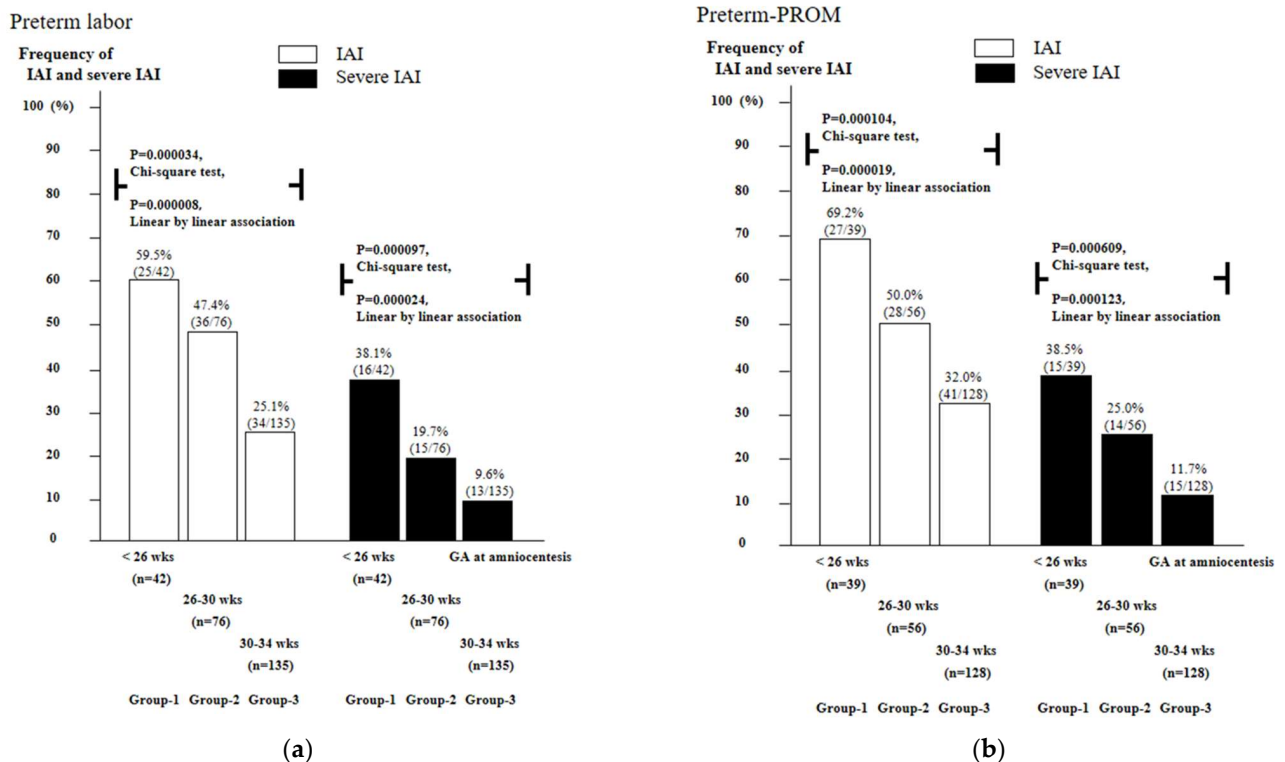 Preterm labor
Frequency of
IAI and severe IAI
IAI
Severe IAI
100 (%)
90
80
70
60
50
40
30
20
10
0
P=0.000034,
Chi-square test,
P=0.000008,
Linear by linear association
59.5%
(25/42)
47.4%
(36/76)
25.1%
(34/135)
P=0.000097,
Chi-square test,
P=0.000024,
Linear by linear association
38.1%
(16/42)
19.7%
(15/76)
9.6%
(13/135)
< 26 wks
(n=42)
26-30 wks
(n=76)
30-34 wks
(n=135)
< 26 wks
(n=42)
26-30 wks
(n=76)
30-34 wks
(n=135)
GA at amniocentesis
Group-1 Group-2 Group-3
Group-1 Group-2 Group-3
(a)
Preterm-PROM
Frequency of
IAI and severe IAI
IAI
Severe IAI
100 (%)
90
80
70
60
50
40
30
20
10
0
P=0.000104,
Chi-square test,
P=0.000019,
Linear by linear association
69.2%
(27/39)
50.0%
(28/56)
32.0%
(41/128)
P=0.000609,
Chi-square test,
P=0.000123,
Linear by linear association
38.5%
(15/39)
25.0%
(14/56)
11.7%
(15/128)
< 26 wks
(n=39)
26-30 wks
(n=56)
30-34 wks
(n=128)
< 26 wks
(n=39)
26-30 wks
(n=56)
30-34 wks
(n=128)
GA at amniocentesis
Group-1 Group-2 Group-3
Group-1 Group-2 Group-3
(b)